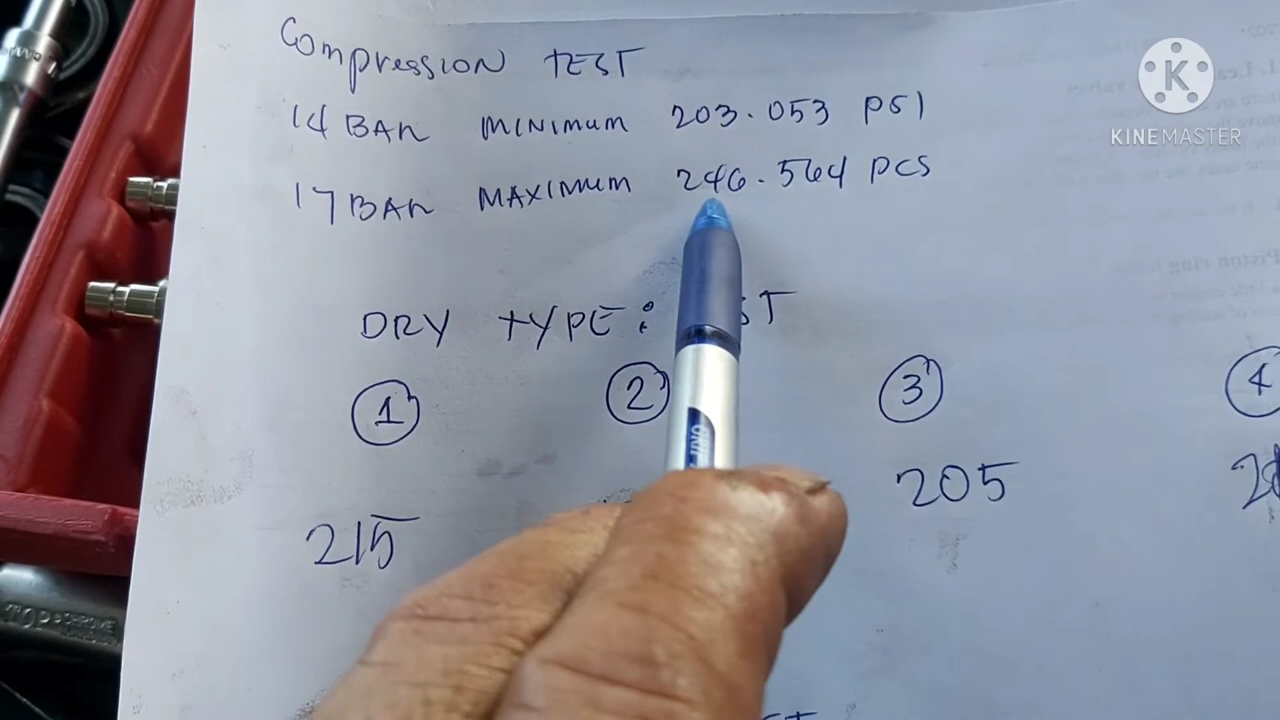 COMPRESSION TEST
14 BAR MINIMUM 203.053 PSI
17 BAR MAXIMUM 246.564 PCS
DRY TYPE: ST
1 2 3 4
215 205
KINEMASTER